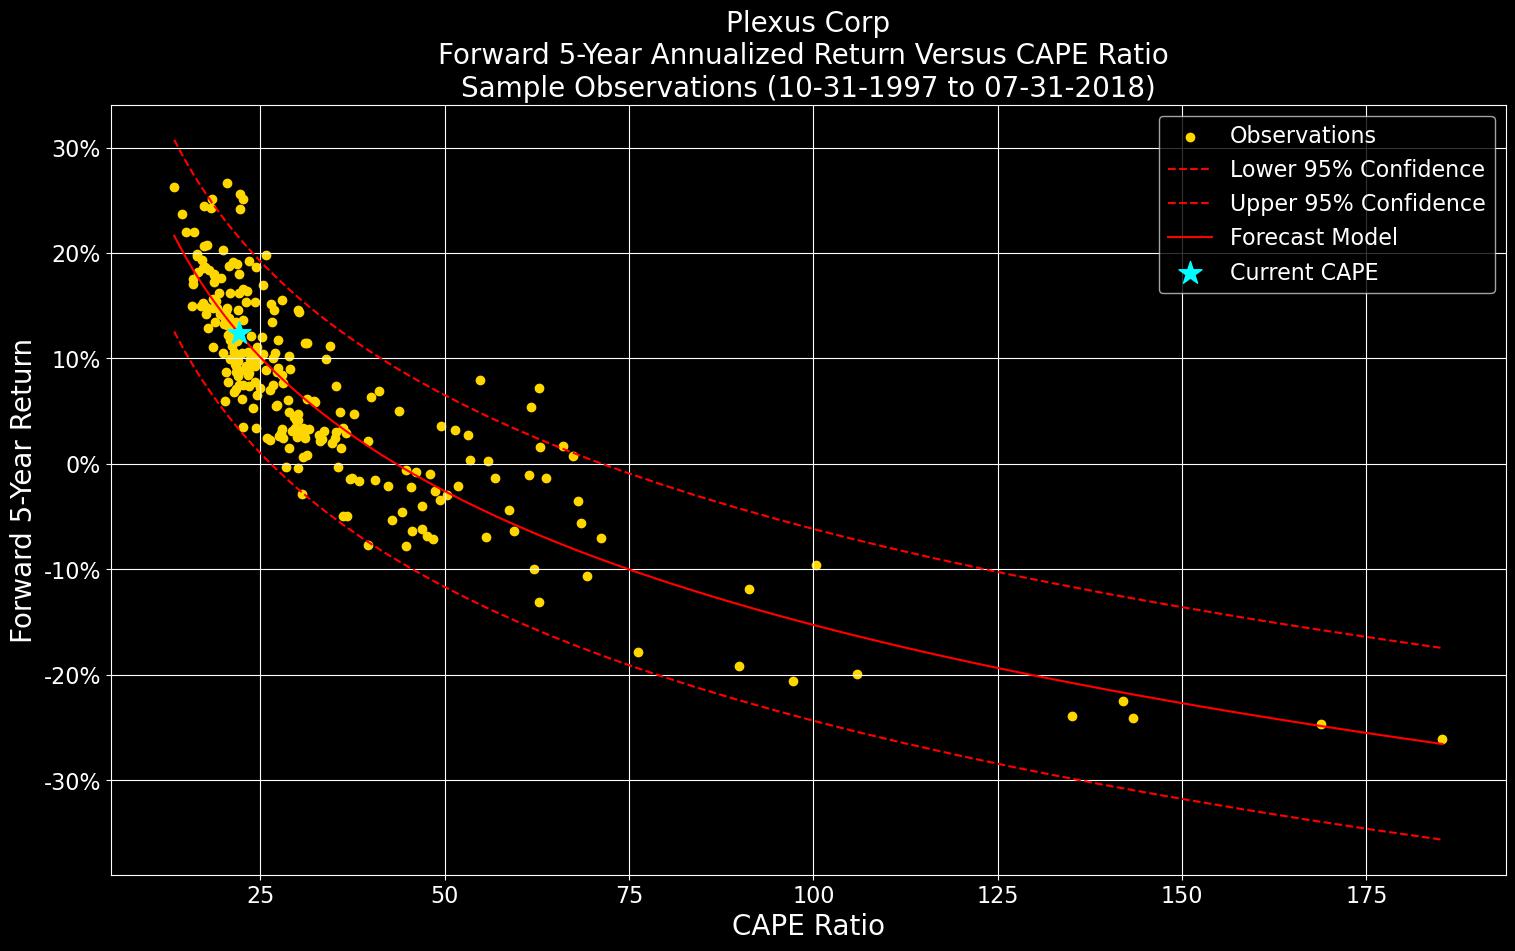 Plexus Corp
Forward 5-Year Annualized Return Versus CAPE Ratio
Sample Observations (10-31-1997 to 07-31-2018)
Observations
Lower 95% Confidence
Upper 95% Confidence
Forecast Model
Current CAPE
Forward 5-Year Return
30%
20%
10%
0%
-10%
-20%
-30%
25 50 75 100 125 150 175
CAPE Ratio